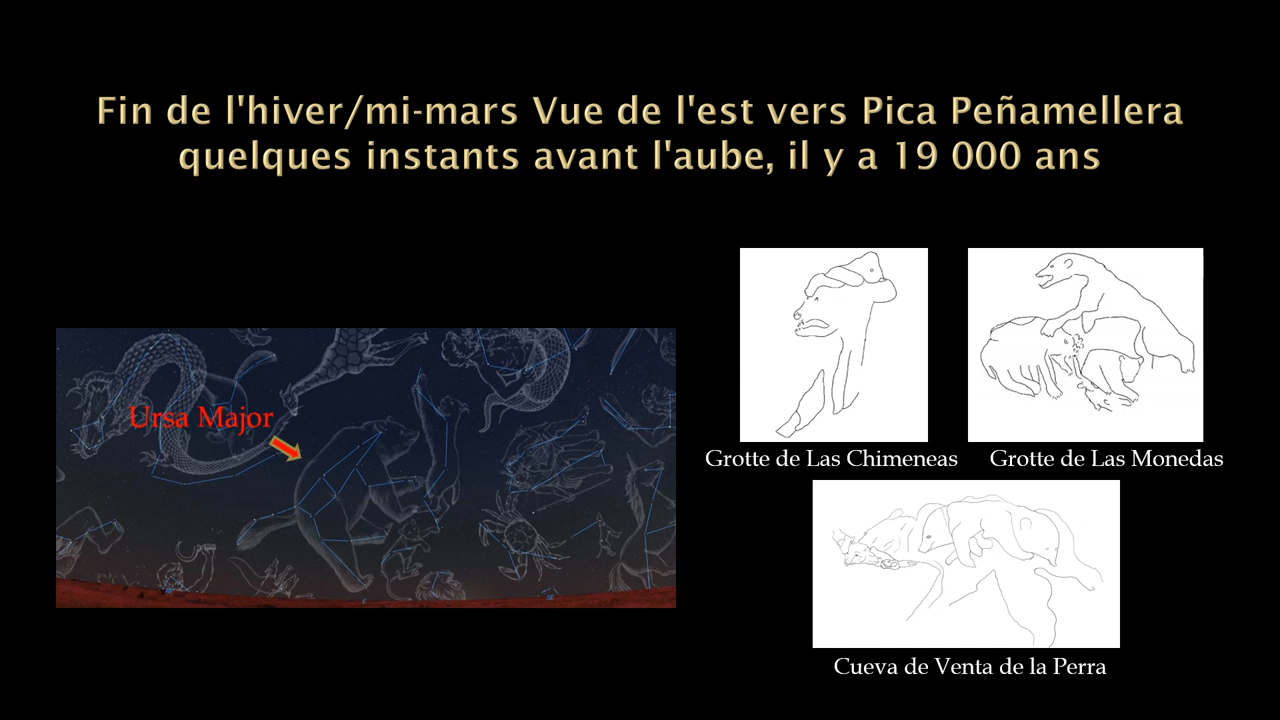 Fin de l'hiver/mi-mars Vue de l'est vers Pica Peñamellera
quelques instants avant l'aube, il y a 19 000 ans
Ursa Major
Grotte de Las Chimeneas
Grotte de Las Monedas
Cueva de Venta de la Perra